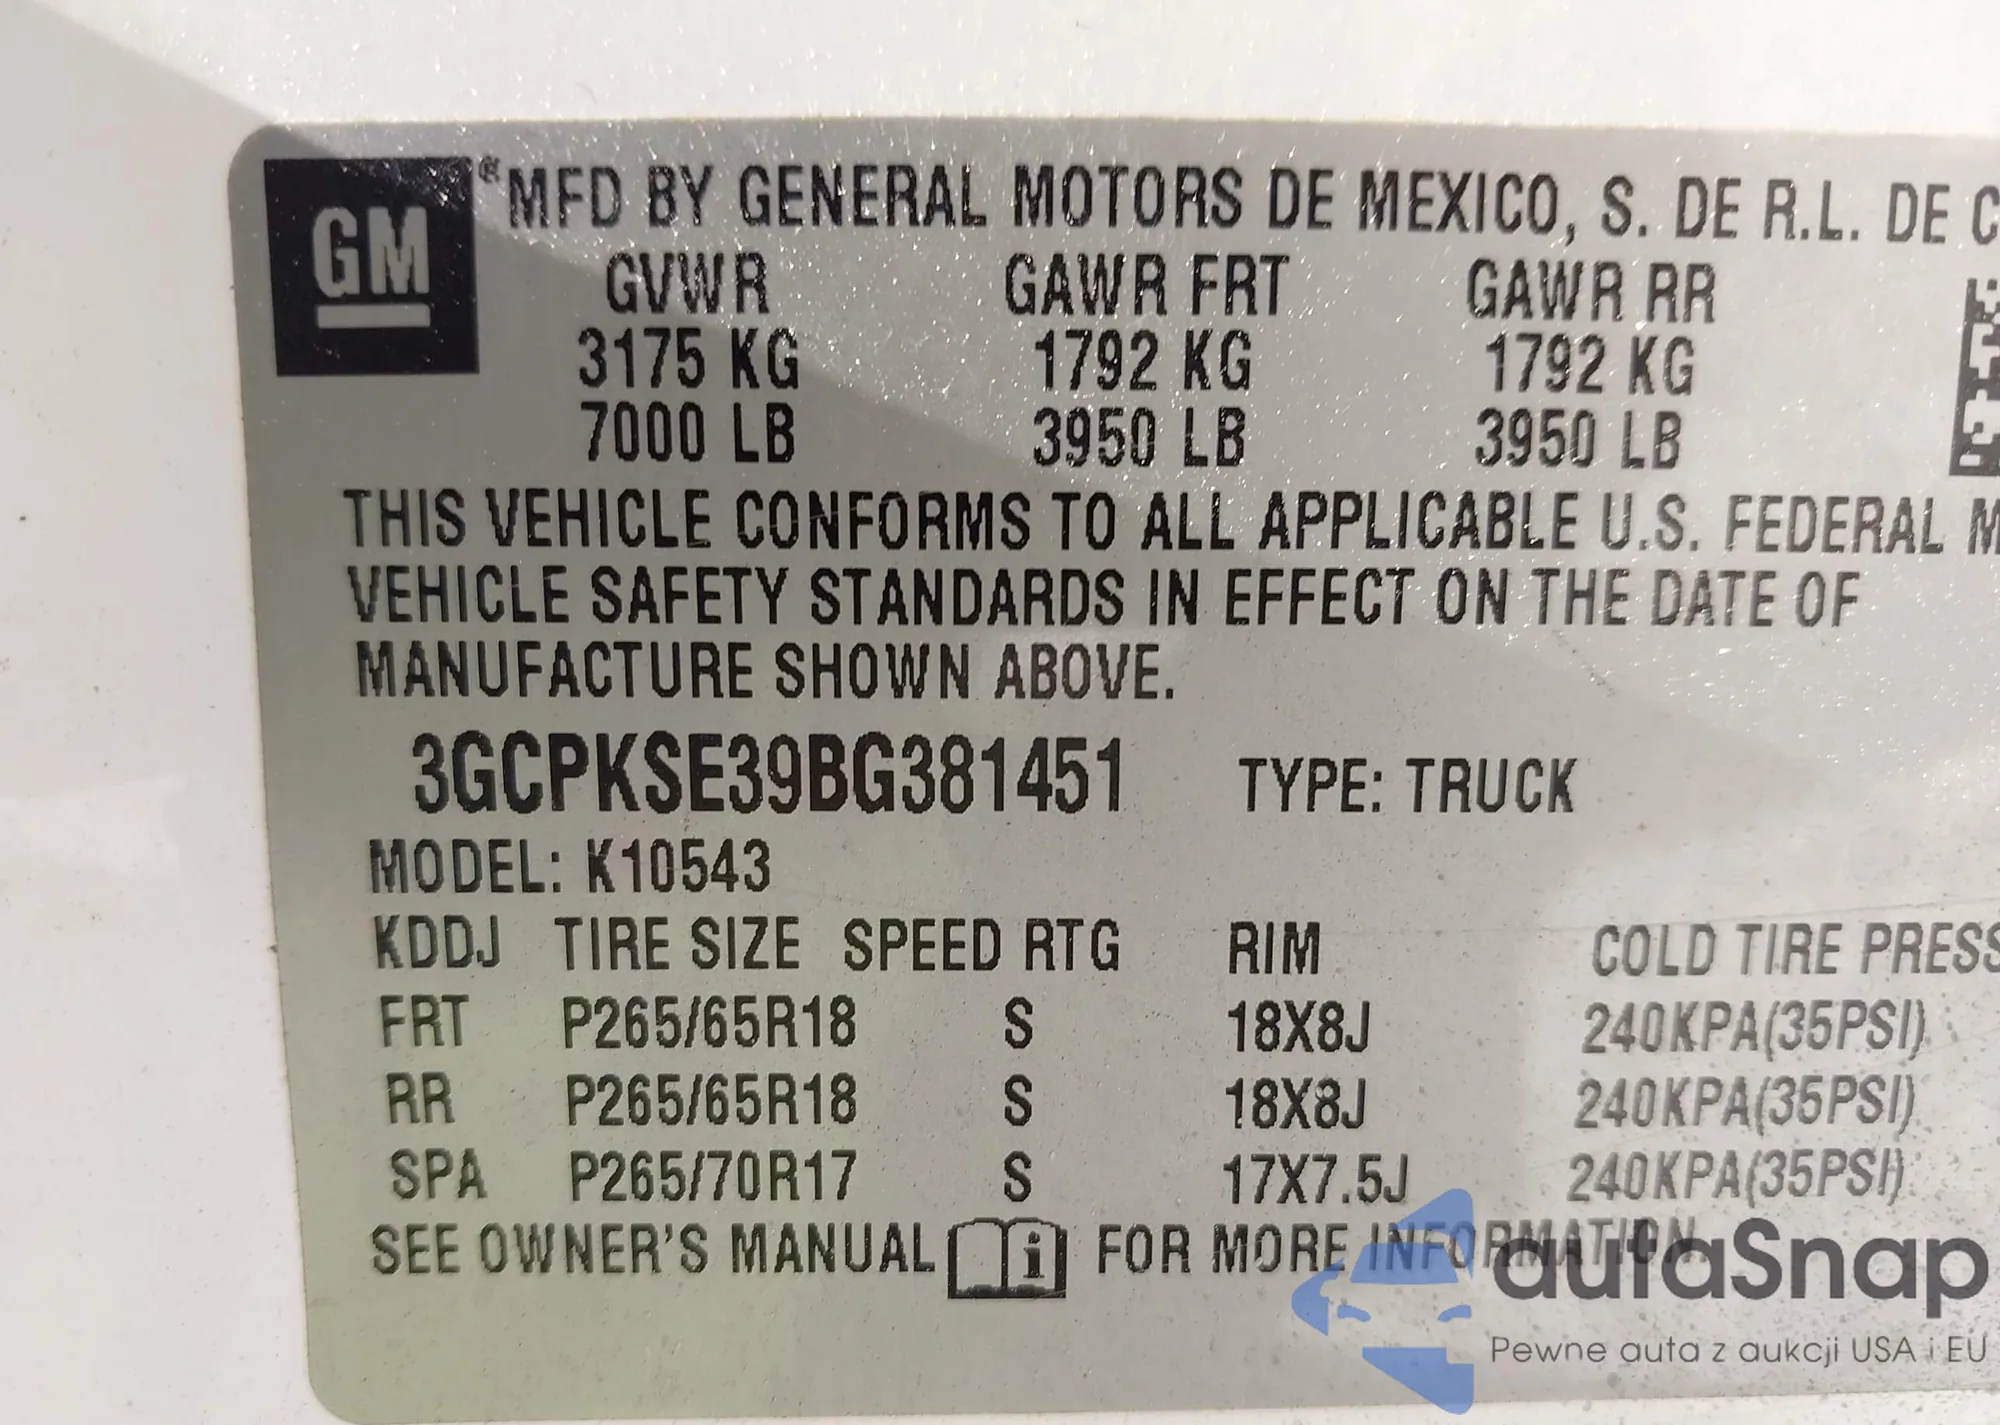 GM
® MFD BY GENERAL MOTORS DE MEXICO, S. DE R.L. DE C
GVWR GAWR FRT GAWR RR
3175 KG 1792 KG 1792 KG
7000 LB 3950 LB 3950 LB
THIS VEHICLE CONFORMS TO ALL APPLICABLE U.S. FEDERAL M
VEHICLE SAFETY STANDARDS IN EFFECT ON THE DATE OF
MANUFACTURE SHOWN ABOVE.
3GCPKSE39BG381451 TYPE: TRUCK
MODEL: K10543
KDDJ TIRE SIZE SPEED RTG RIM COLD TIRE PRESS
FRT P265/65R18 S 18X8J 240KPA(35PSI)
RR P265/65R18 S 18X8J 240KPA(35PSI)
SPA P265/70R17 S 17X7.5J 240KPA(35PSI)
SEE OWNER'S MANUAL i FOR MORE INFORMATION.
autaSnap
Pewne auta z aukcji USA i EU